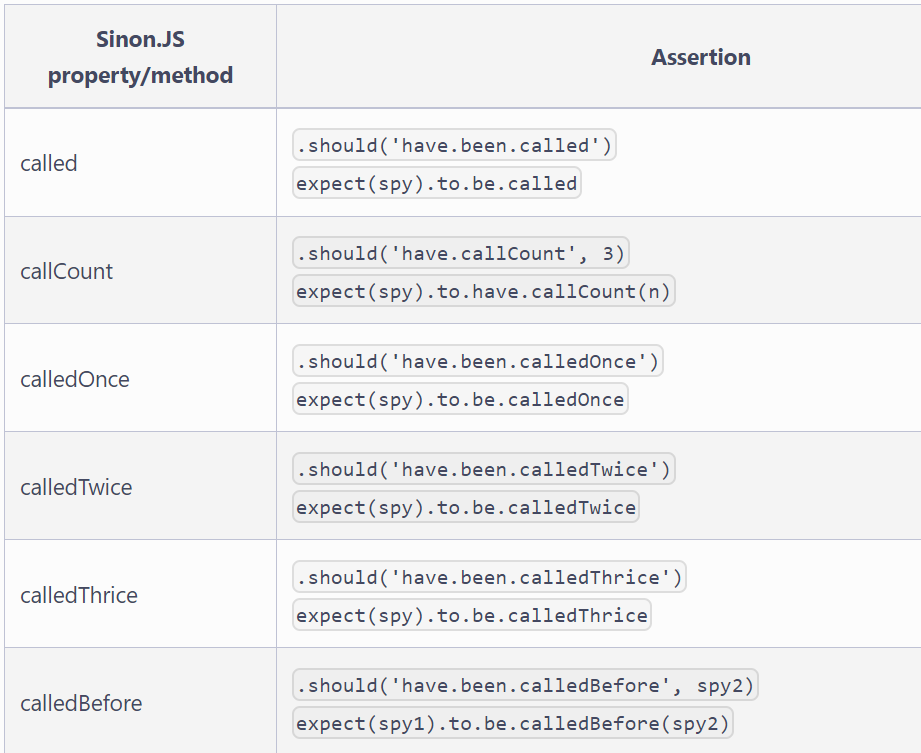 Sinon.JS
property/method
Assertion
called
.should('have.been.called')
expect(spy).to.be.called
callCount
.should('have.callCount', 3)
expect(spy).to.have.callCount(n)
calledOnce
.should('have.been.calledOnce')
expect(spy).to.be.calledOnce
calledTwice
.should('have.been.calledTwice')
expect(spy).to.be.calledTwice
calledThrice
.should('have.been.calledThrice')
expect(spy).to.be.calledThrice
calledBefore
.should('have.been.calledBefore', spy2)
expect(spy1).to.be.calledBefore(spy2)